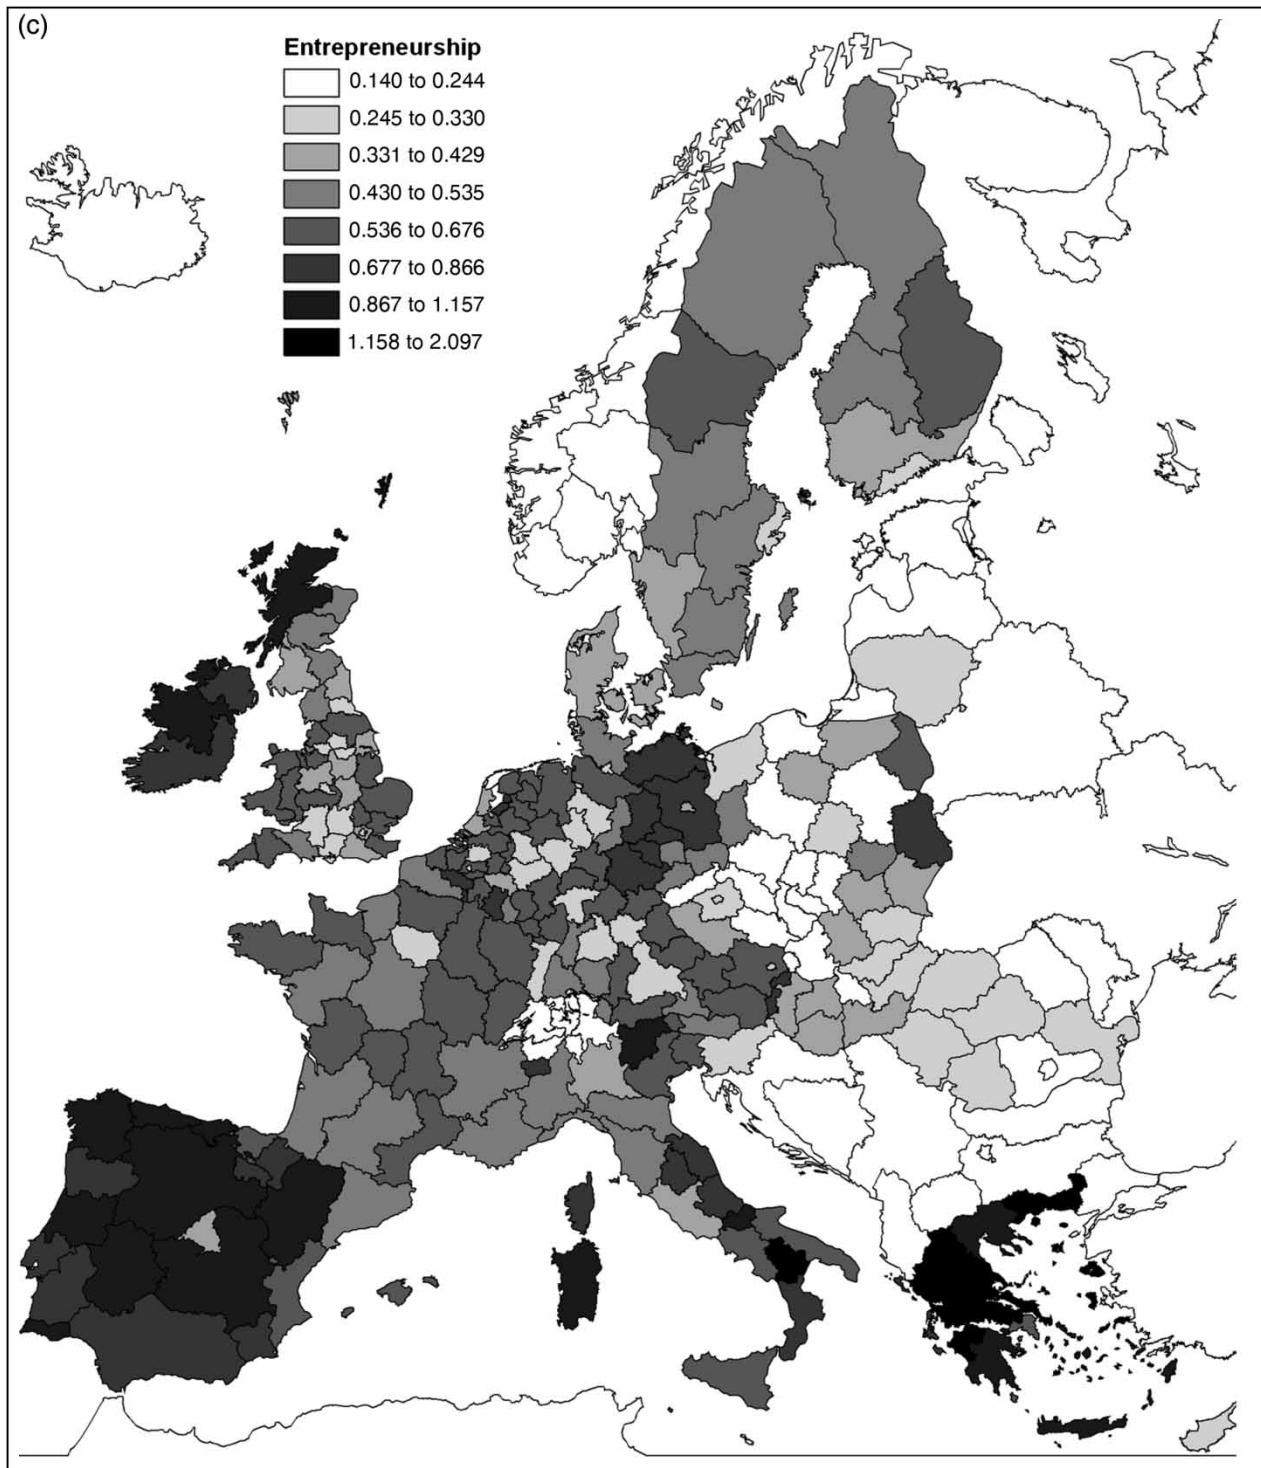 (c)
Entrepreneurship
0.140 to 0.244
0.245 to 0.330
0.331 to 0.429
0.430 to 0.535
0.536 to 0.676
0.677 to 0.866
0.867 to 1.157
1.158 to 2.097